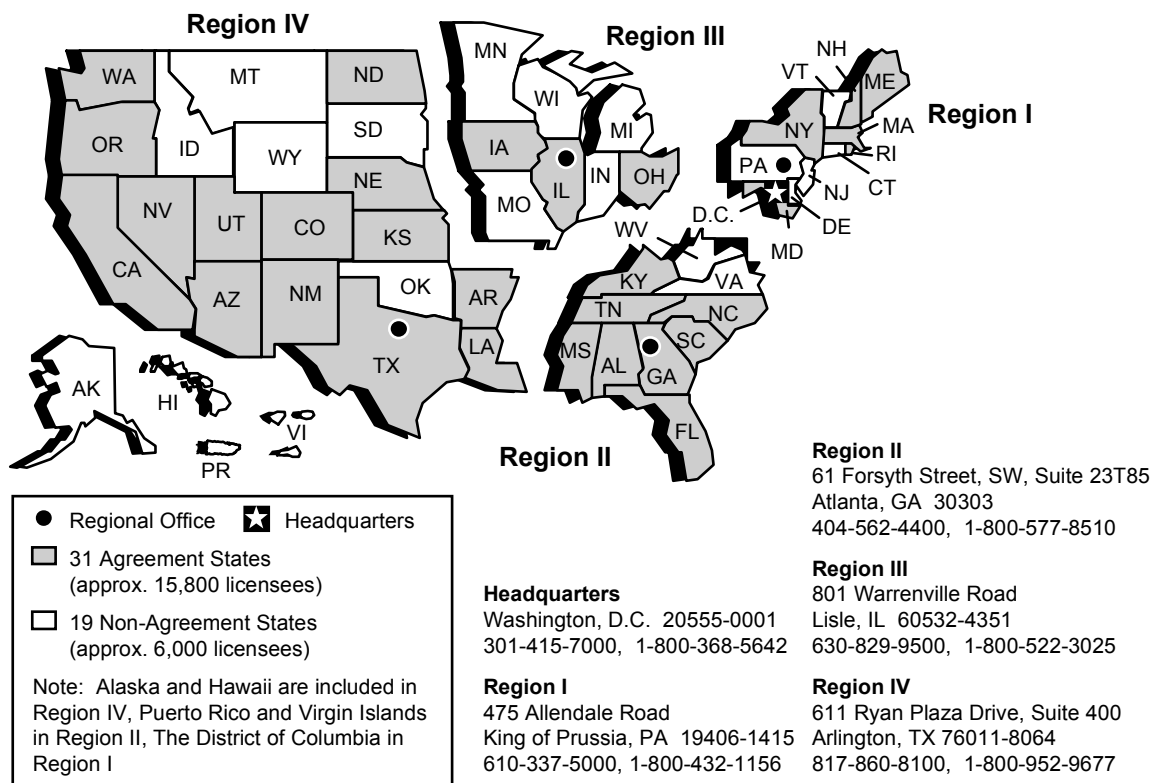 Region IV
Region III
Region I
WA
MT
ND
MN
WI
MI
NH
VT
ME
OR
ID
SD
WY
IA
IL
IN
OH
NY
MA
RI
PA
CT
NJ
NE
MO
NV
UT
CO
KS
D.C.
DE
MD
WV
CA
AZ
NM
OK
AR
KY
VA
TN
NC
TX
LA
MS
AL
GA
SC
AK
HI
VI
PR
FL
Region II
Regional Office Headquarters
31 Agreement States
(approx. 15,800 licensees)
19 Non-Agreement States
(approx. 6,000 licensees)
Note: Alaska and Hawaii are included in
Region IV, Puerto Rico and Virgin Islands
in Region II, The District of Columbia in
Region I
Headquarters
Washington, D.C. 20555-0001
301-415-7000, 1-800-368-5642
Region I
475 Allendale Road
King of Prussia, PA 19406-1415
610-337-5000, 1-800-432-1156
Region II
61 Forsyth Street, SW, Suite 23T85
Atlanta, GA 30303
404-562-4400, 1-800-577-8510
Region III
801 Warrenville Road
Lisle, IL 60532-4351
630-829-9500, 1-800-522-3025
Region IV
611 Ryan Plaza Drive, Suite 400
Arlington, TX 76011-8064
817-860-8100, 1-800-952-9677